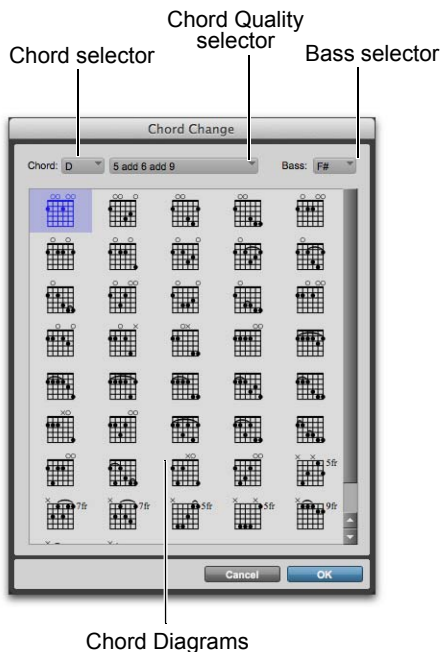 Chord Quality
selector
Chord selector
Bass selector
Chord Change
Chord: D 5 add 6 add 9 Bass: F#
5fr
7fr 7fr 5fr 5fr 9fr
Cancel OK
Chord Diagrams